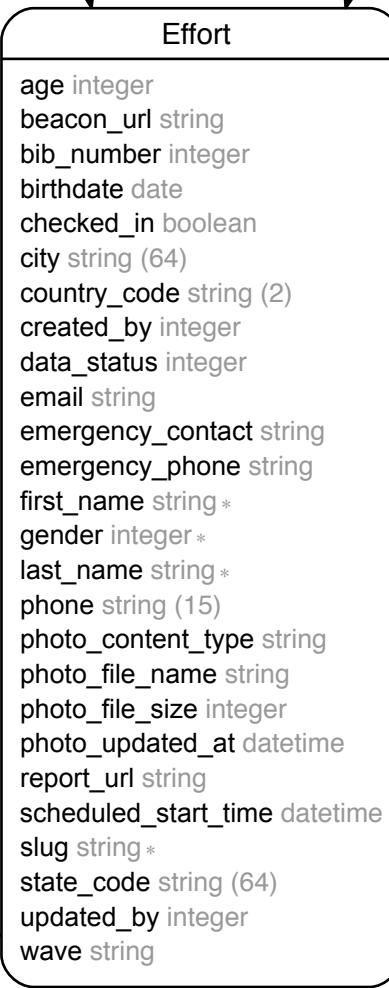 Effort
age integer
beacon_url string
bib_number integer
birthdate date
checked_in boolean
city string (64)
country_code string (2)
created_by integer
data_status integer
email string
emergency_contact string
emergency_phone string
first_name string *
gender integer *
last_name string *
phone string (15)
photo_content_type string
photo_file_name string
photo_file_size integer
photo_updated_at datetime
report_url string
scheduled_start_time datetime
slug string *
state_code string (64)
updated_by integer
wave string